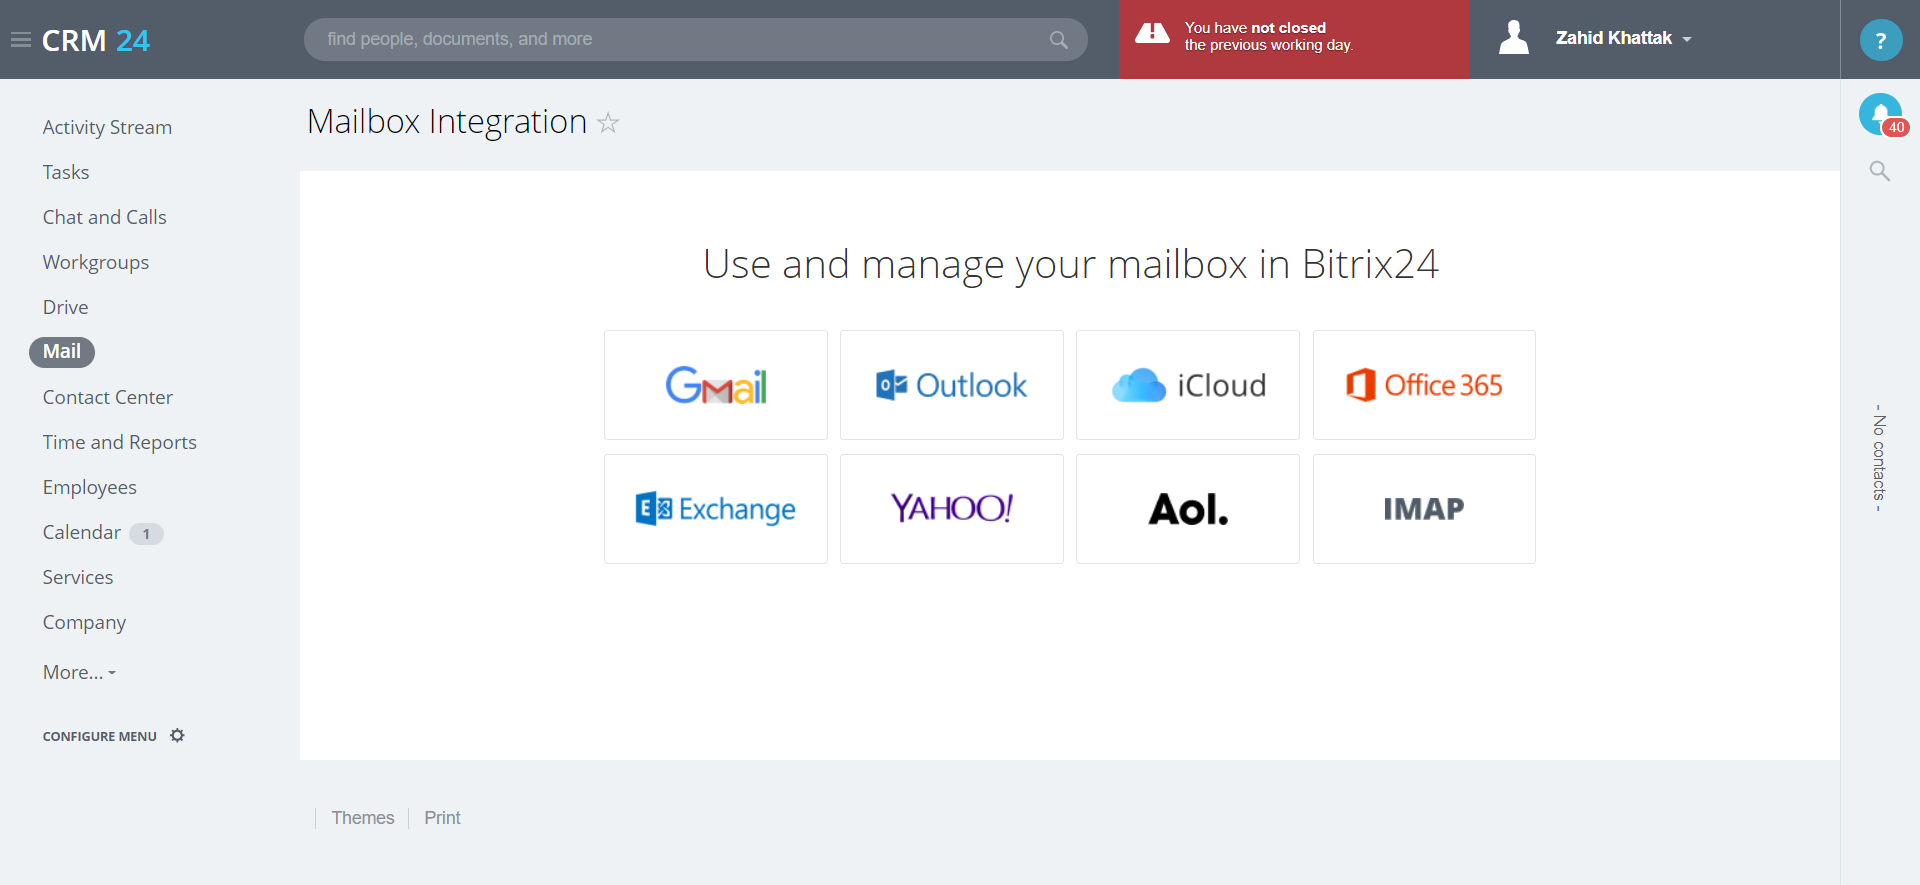 CRM 24
find people, documents, and more
You have not closed
the previous working day.
Zahid Khattak
?
40
Activity Stream
Tasks
Chat and Calls
Workgroups
Drive
Mail
Contact Center
Time and Reports
Employees
Calendar 1
Services
Company
More...
CONFIGURE MENU
Mailbox Integration
Use and manage your mailbox in Bitrix24
Gmail
Outlook
iCloud
Office 365
Exchange
YAHOO!
Aol.
IMAP
- No contacts -
Themes
Print